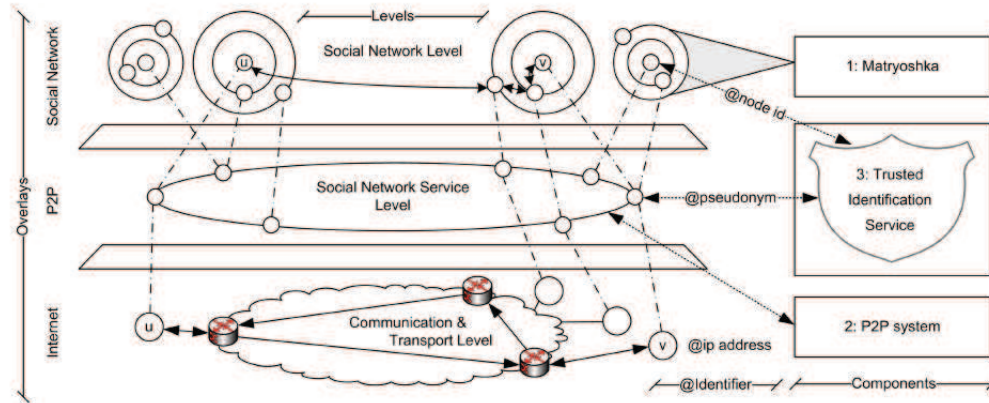 Levels
Social Network
Social Network Level
u
v
1: Matryoshka
@node id
Overlays
P2P
Social Network Service
Level
@pseudonym
3: Trusted
Identification
Service
Internet
u
Communication &
Transport Level
v
@ip address
2: P2P system
@Identifier
Components